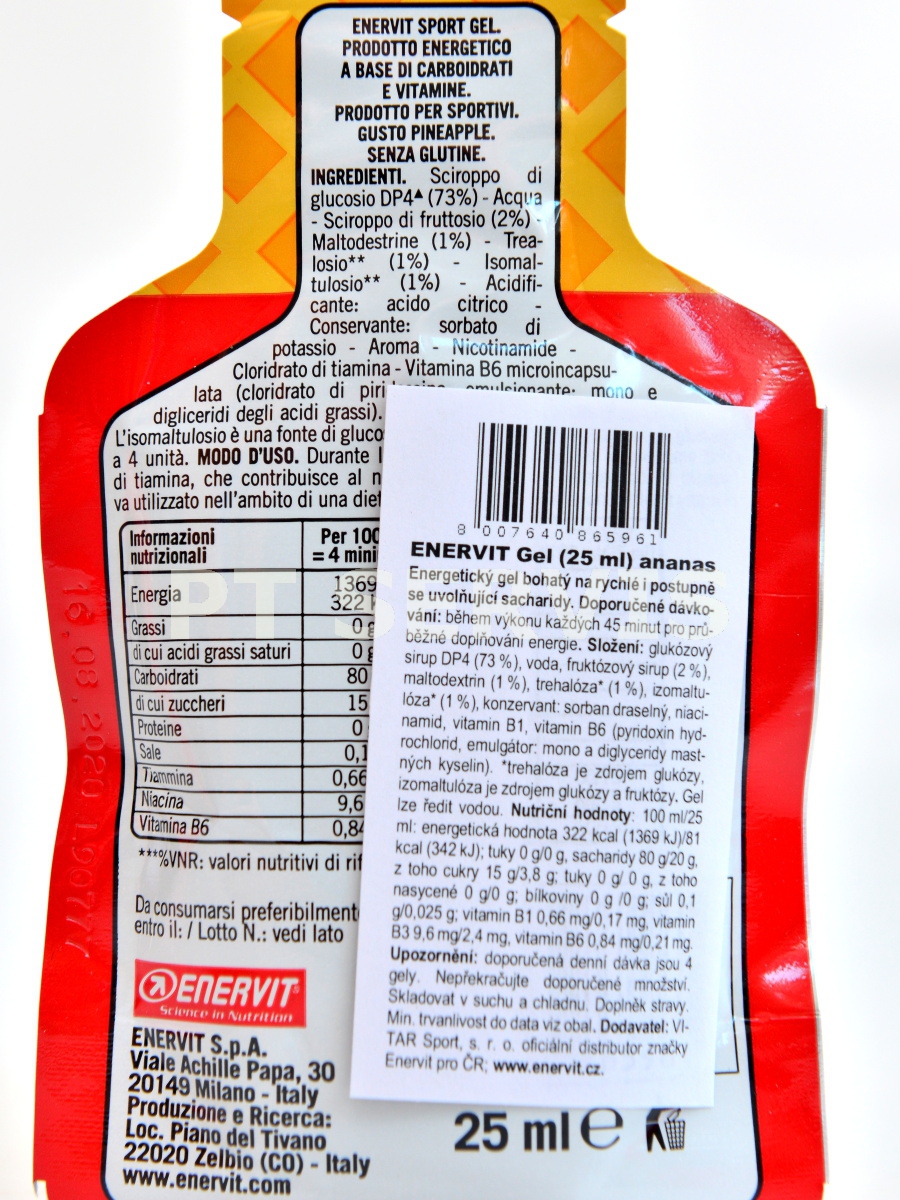 ENERVIT SPORT GEL.
PRODOTTO ENERGETICO
A BASE DI CARBOIDRATI
E VITAMINE.
PRODOTTO PER SPORTIVI.
GUSTO PINEAPPLE.
SENZA GLUTINE.
INGREDIENTI. Sciroppo di
glucosio DP4▲ (73%) - Acqua
- Sciroppo di fruttosio (2%) -
Maltodestrine (1%) - Trea-
losio** (1%) - Isomal-
tulosio** (1%) - Acidifi-
cante: acido citrico -
Conservante: sorbato di
potassio - Aroma - Nicotinamide -
Cloridrato di tiamina - Vitamina B6 microincapsu-
lata (cloridrato di emulsionante: mono e
digliceridi degli acidi grassi).
L'isomaltulosio è una fonte di
a 4 unità. MODO D'USO. Durante
di tiamina, che contribuisce al
va utilizzato nell'ambito di una
Informazioni
nutrizionali
Per 100
= 4 mini
Energia 1369
322
Grassi 0 g
di cui acidi grassi saturi 0 g
Carboidrati 80
di cui zuccheri 15
Proteine 0
Sale 0,1
Tiammina 0,66
Niacina 9,6
Vitamina B6 0,84
***%VNR: valori nutritivi di
Da consumarsi
entro il: / Lotto N.: vedi lato
ENERVIT
Science in Nutrition
ENERVIT S.p.A.
Viale Achille Papa, 30
20149 Milano - Italy
Produzione e Ricerca:
Loc. Piano del Tivano
22020 Zelbio (CO) - Italy
www.enervit.com
16.08.2020 19077
8 007640 865961
ENERVIT Gel (25 ml) ananas
Energetický gel bohatý na rychlé i postupně
se uvolňující sacharidy. Doporučené dávko-
vání: během výkonu každých 45 minut pro prů-
běžné doplňování energie. Složení: glukózový
sirup DP4 (73 %), voda, fruktózový sirup (2 %),
maltodextrin (1 %), trehalóza* (1 %), izomaltu-
lóza* (1 %), konzervant: sorban draselný, niaci-
namid, vitamin B1, vitamin B6 (pyridoxin hyd-
rochlorid, emulgátor: mono a diglyceridy mast-
ných kyselin). *trehalóza je zdrojem glukózy,
izomaltulóza je zdrojem glukózy a fruktózy. Gel
lze ředit vodou. Nutriční hodnoty: 100 ml/25
ml: energetická hodnota 322 kcal (1369 kJ)/81
kcal (342 kJ); tuky 0 g/0 g, sacharidy 80 g/20 g,
z toho cukry 15 g/3,8 g; tuky 0 g/ 0 g, z toho
nasycené 0 g/0 g; bílkoviny 0 g /0 g; sůl 0,1
g/0,025 g; vitamin B1 0,66 mg/0,17 mg, vitamin
B3 9,6 mg/2,4 mg, vitamin B6 0,84 mg/0,21 mg.
Upozornění: doporučená denní dávka jsou 4
gely. Nepřekračujte doporučené množství.
Skladovat v suchu a chladnu. Doplněk stravy.
Min. trvanlivost do data viz obal. Dodavatel: VI-
TAR Sport, s. r. o. oficiální distributor značky
Enervit pro ČR; www.enervit.cz.
25 ml e